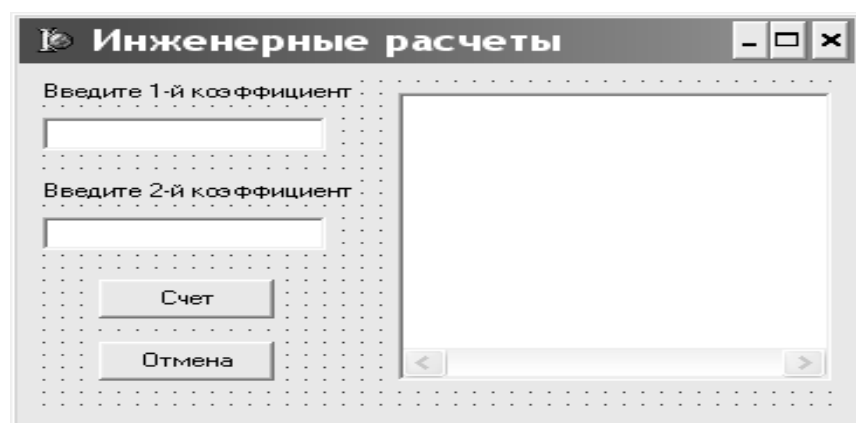 Инженерные расчеты
Введите 1-й коэффициент
Введите 2-й коэффициент
Счет
Отмена